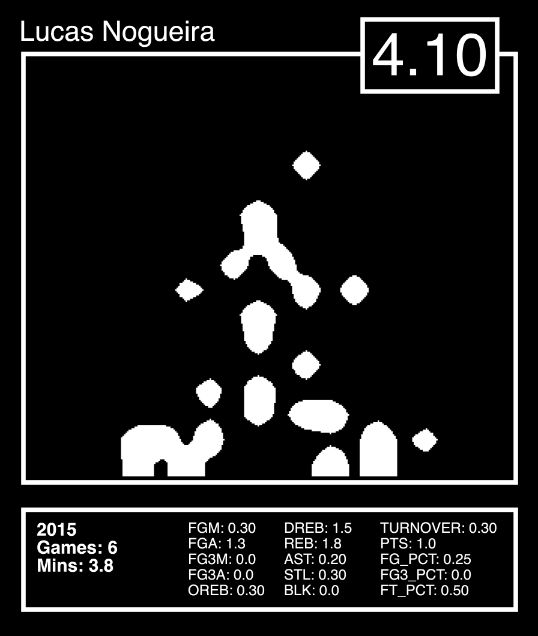 Lucas Nogueira
4.10
2015
Games: 6
Mins: 3.8
FGM: 0.30
FGA: 1.3
FG3M: 0.0
FG3A: 0.0
OREB: 0.30
DREB: 1.5
REB: 1.8
AST: 0.20
STL: 0.30
BLK: 0.0
TURNOVER: 0.30
PTS: 1.0
FG_PCT: 0.25
FG3_PCT: 0.0
FT_PCT: 0.50